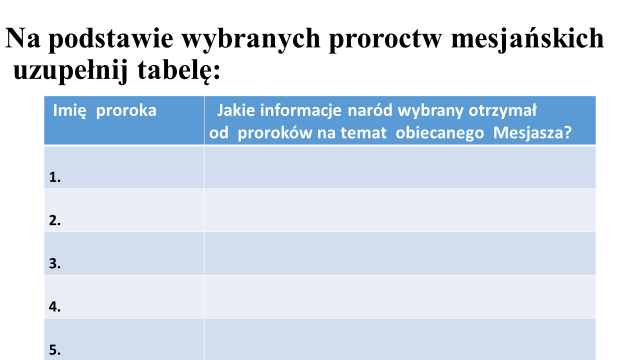 Na podstawie wybranych proroctw mesjańskich
uzupełnij tabelę:
Imię proroka
Jakie informacje naród wybrany otrzymał
od proroków na temat obiecanego Mesjasza?
1.
2.
3.
4.
5.